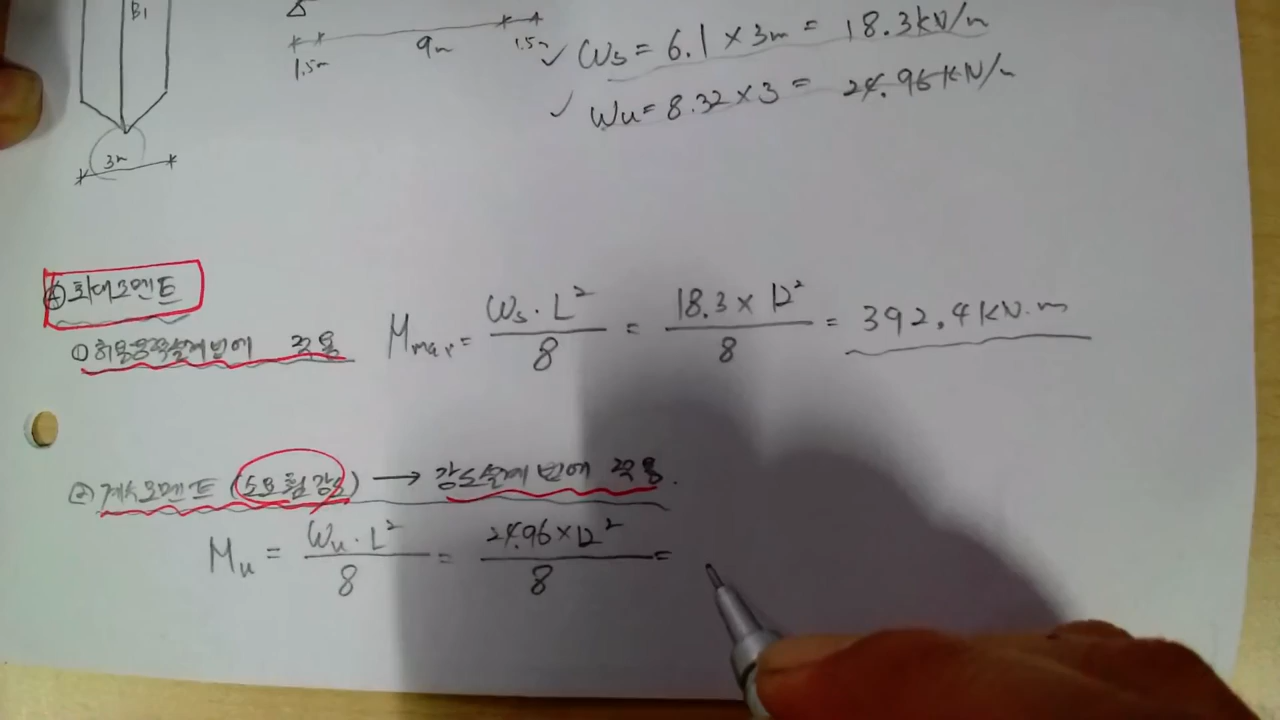 B1
9m
1.5m
1.5m
3m
✓ ωs = 6.1 × 3m = 18.3kN/m
✓ Wu = 8.32 × 3 = 24.96KN/m
④ 최대모멘트
① 허용응력설계법에 적용 Mmax = ωs · L² / 8 = 18.3 × 12² / 8 = 392.4KN.m
② 계수모멘트 (소요휨강도) → 강도설계법에 적용.
Mu = Wu · L² / 8 = 24.96 × 12² / 8 =